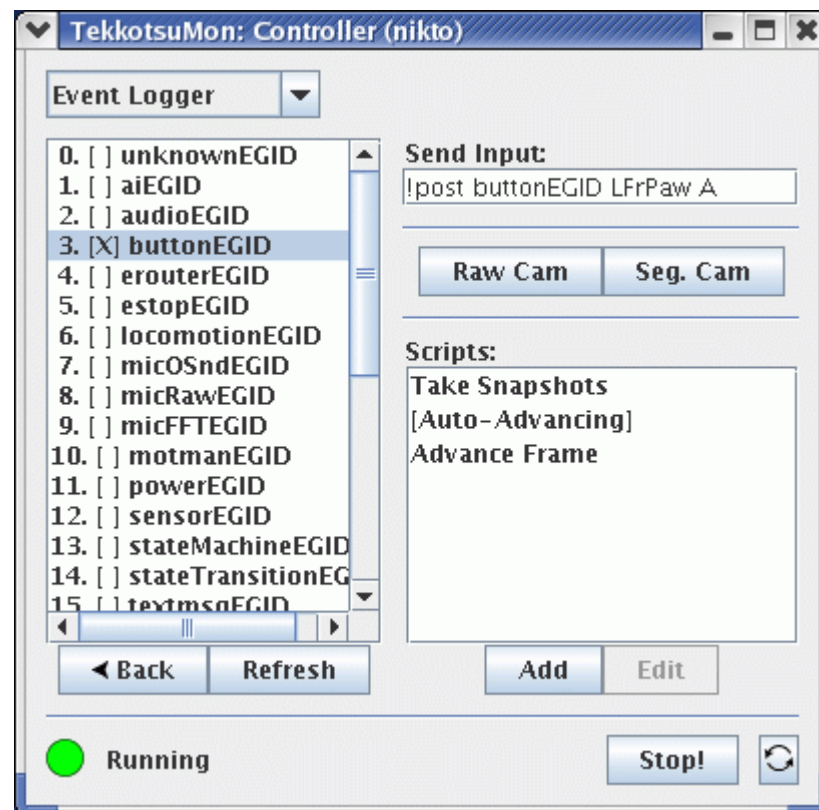 TekkotsuMon: Controller (nikto)
Event Logger
0. [ ] unknownEGID
1. [ ] aiEGID
2. [ ] audioEGID
3. [X] buttonEGID
4. [ ] erouterEGID
5. [ ] estopEGID
6. [ ] locomotionEGID
7. [ ] micOSndEGID
8. [ ] micRawEGID
9. [ ] micFFTEGID
10. [ ] motmanEGID
11. [ ] powerEGID
12. [ ] sensorEGID
13. [ ] stateMachineEGID
14. [ ] stateTransitionEG
15. [ ] textmsgEGID
Back
Refresh
Send Input:
!post buttonEGID LFrPaw A
Raw Cam
Seg. Cam
Scripts:
Take Snapshots
[Auto-Advancing]
Advance Frame
Add
Edit
Running
Stop!